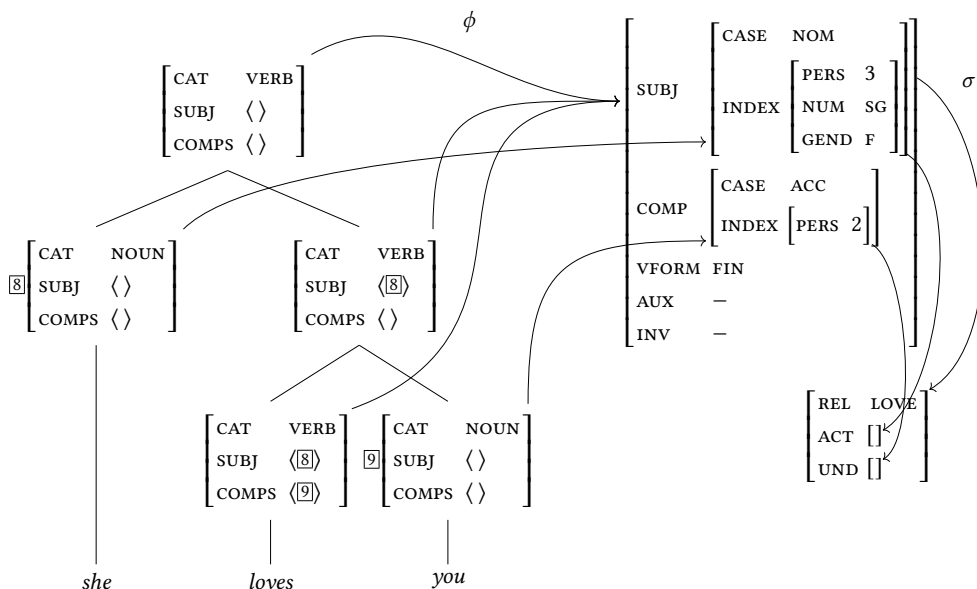 ϕ
σ
CAT VERB
SUBJ ⟨ ⟩
COMPS ⟨ ⟩
8
CAT NOUN
SUBJ ⟨ ⟩
COMPS ⟨ ⟩
CAT VERB
SUBJ ⟨8⟩
COMPS ⟨ ⟩
CAT VERB
SUBJ ⟨8⟩
COMPS ⟨9⟩
9
CAT NOUN
SUBJ ⟨ ⟩
COMPS ⟨ ⟩
she loves you
SUBJ
CASE NOM
INDEX
PERS 3
NUM SG
GEND F
COMP
CASE ACC
INDEX [PERS 2]
VFORM FIN
AUX −
INV −
REL LOVE
ACT []
UND []